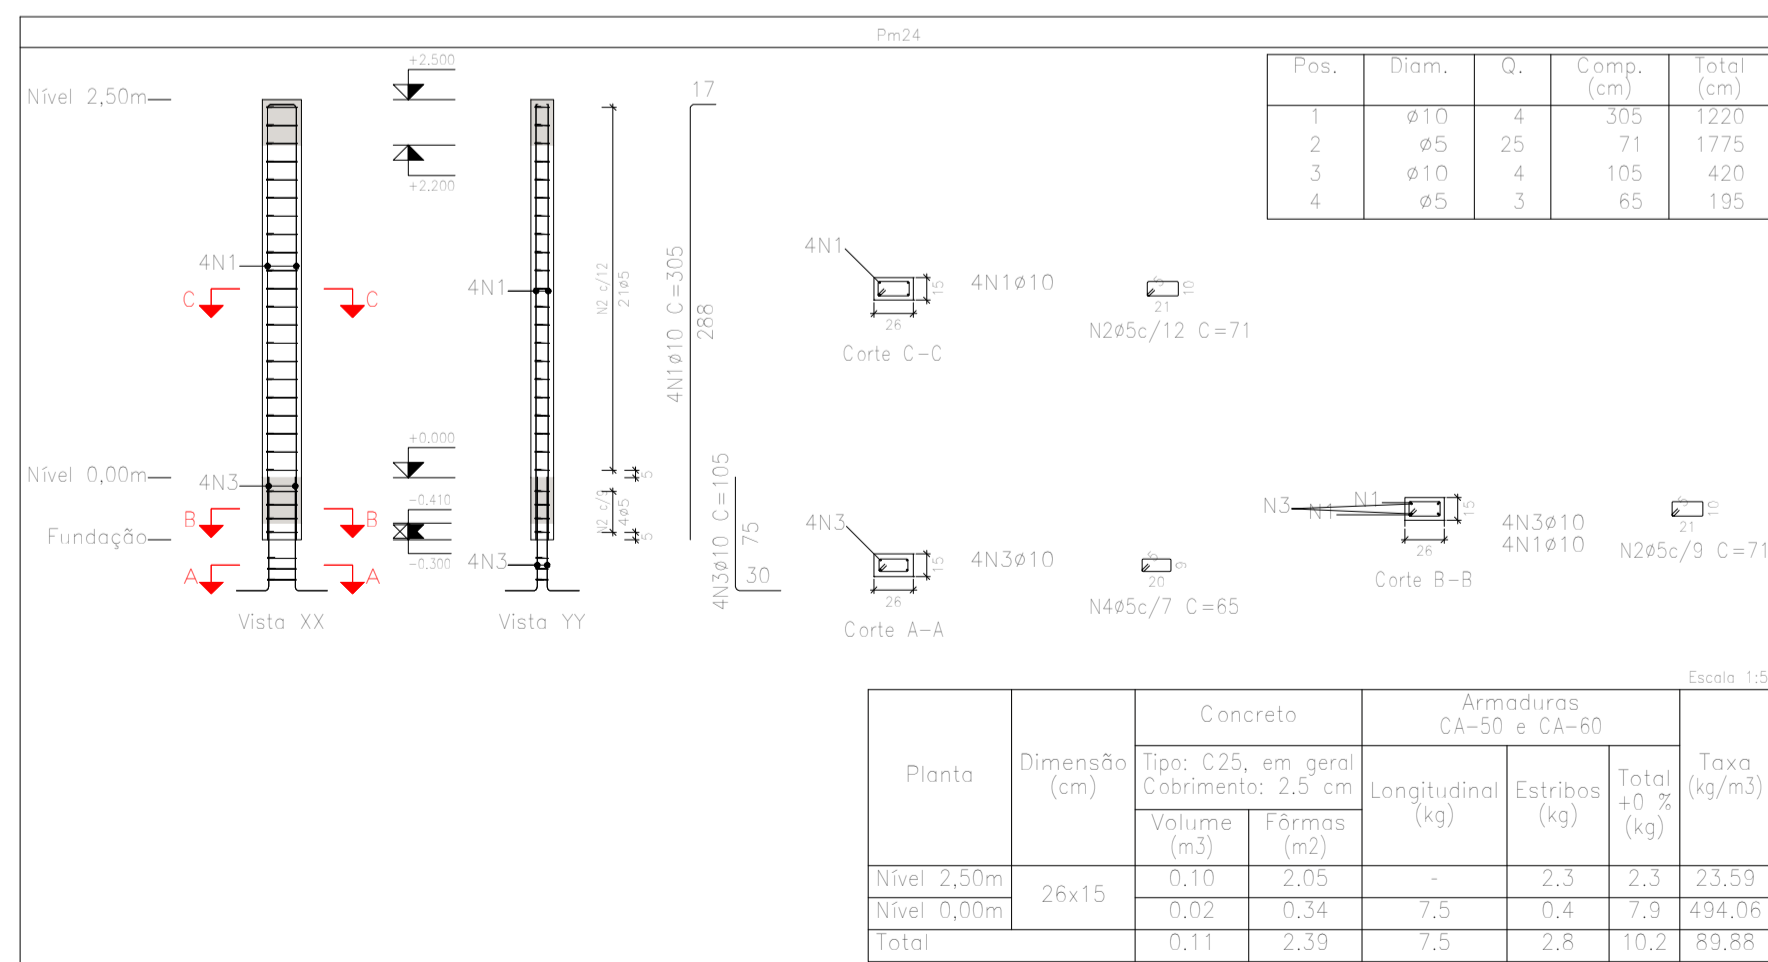 Pm24
Pos. Diam. Q. Comp. (cm) Total (cm)
1 ø10 4 305 1220
2 ø5 25 71 1775
3 ø10 4 105 420
4 ø5 3 65 195
Nível 2,50m
+2.500
+2.200
17
4N1
C C
4N1
N2 c/12
21ø5
4N1ø10 C=305
288
4N1
4N1ø10
15
26
Corte C-C
5
10
21
N2ø5c/12 C=71
Nível 0,00m
+0.000
4N3
5
-0.410
B B
N2 c/9
4ø5
Fundação
5
-0.300
A A
4N3
4N3ø10 C=105
75
30
Vista XX
Vista YY
4N3
4N3ø10
15
26
Corte A-A
5
9
20
N4ø5c/7 C=65
N3
N1
N1
15
26
4N3ø10
4N1ø10
Corte B-B
5
10
21
N2ø5c/9 C=71
Escala 1:5
Planta
Dimensão (cm)
Concreto
Tipo: C25, em geral
Cobrimento: 2.5 cm
Volume (m3)
Fôrmas (m2)
Armaduras
CA-50 e CA-60
Longitudinal (kg)
Estribos (kg)
Total +0 % (kg)
Taxa (kg/m3)
Nível 2,50m 26x15 0.10 2.05 - 2.3 2.3 23.59
Nível 0,00m 0.02 0.34 7.5 0.4 7.9 494.06
Total 0.11 2.39 7.5 2.8 10.2 89.88